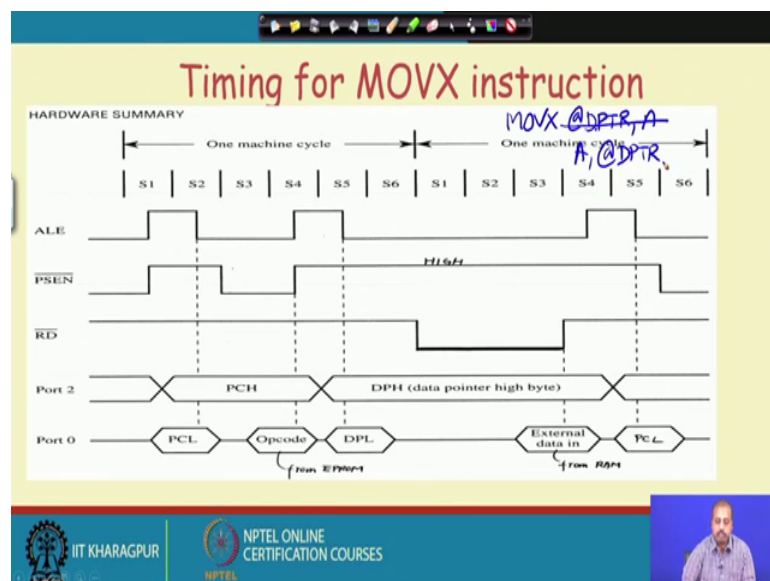 Timing for MOVX instruction
HARDWARE SUMMARY
MOVX @DPTR, A
One machine cycle
One machine cycle
A, @DPTR
S1 S2 S3 S4 S5 S6 S1 S2 S3 S4 S5 S6
ALE
HIGH
PSEN
RD
Port 2 PCH DPH (data pointer high byte)
Port 0 PCL Opcode DPL External data in PCL
from EPROM
from RAM
IIT KHARAGPUR
NPTEL ONLINE
CERTIFICATION COURSES
NPTEL